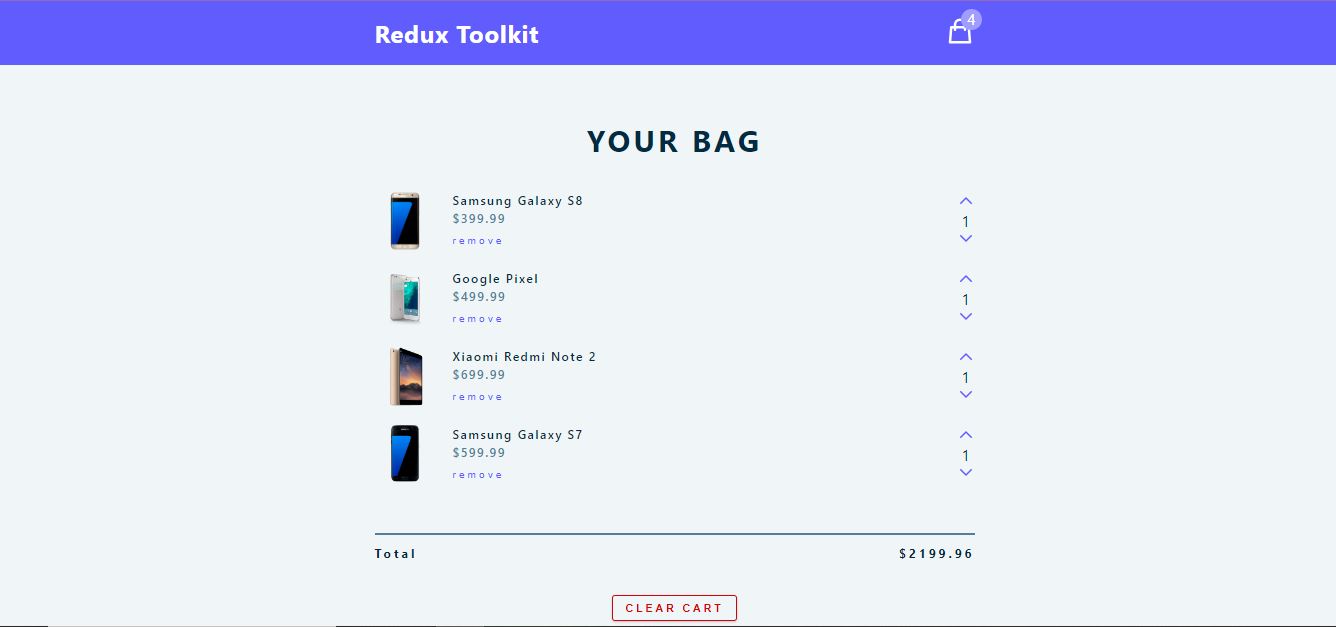 Redux Toolkit
4
YOUR BAG
Samsung Galaxy S8
$399.99
remove
1
Google Pixel
$499.99
remove
1
Xiaomi Redmi Note 2
$699.99
remove
1
Samsung Galaxy S7
$599.99
remove
1
Total
$2199.96
CLEAR CART